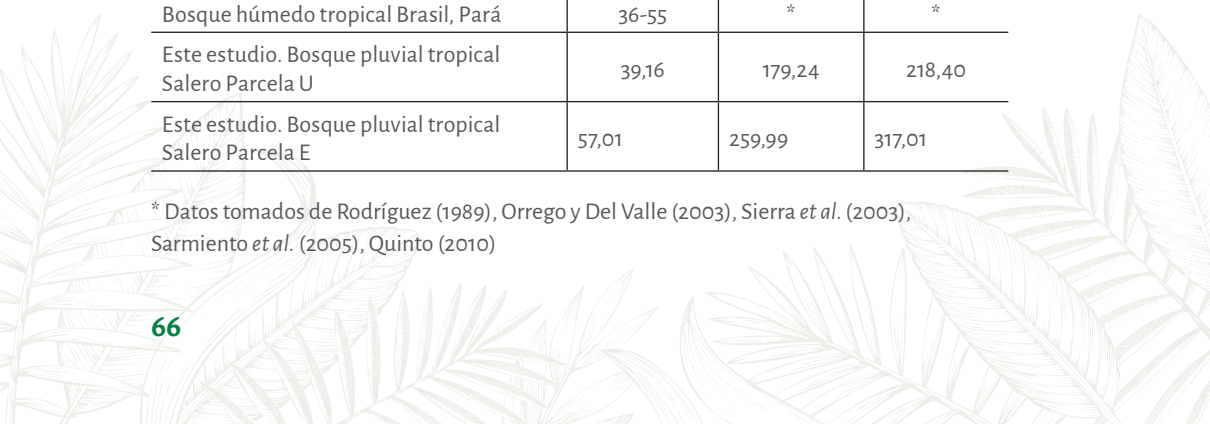 Bosque húmedo tropical Brasil, Pará 36-55 * *
Este estudio. Bosque pluvial tropical
Salero Parcela U 39,16 179,24 218,40
Este estudio. Bosque pluvial tropical
Salero Parcela E 57,01 259,99 317,01
* Datos tomados de Rodríguez (1989), Orrego y Del Valle (2003), Sierra et al. (2003),
Sarmiento et al. (2005), Quinto (2010)
66